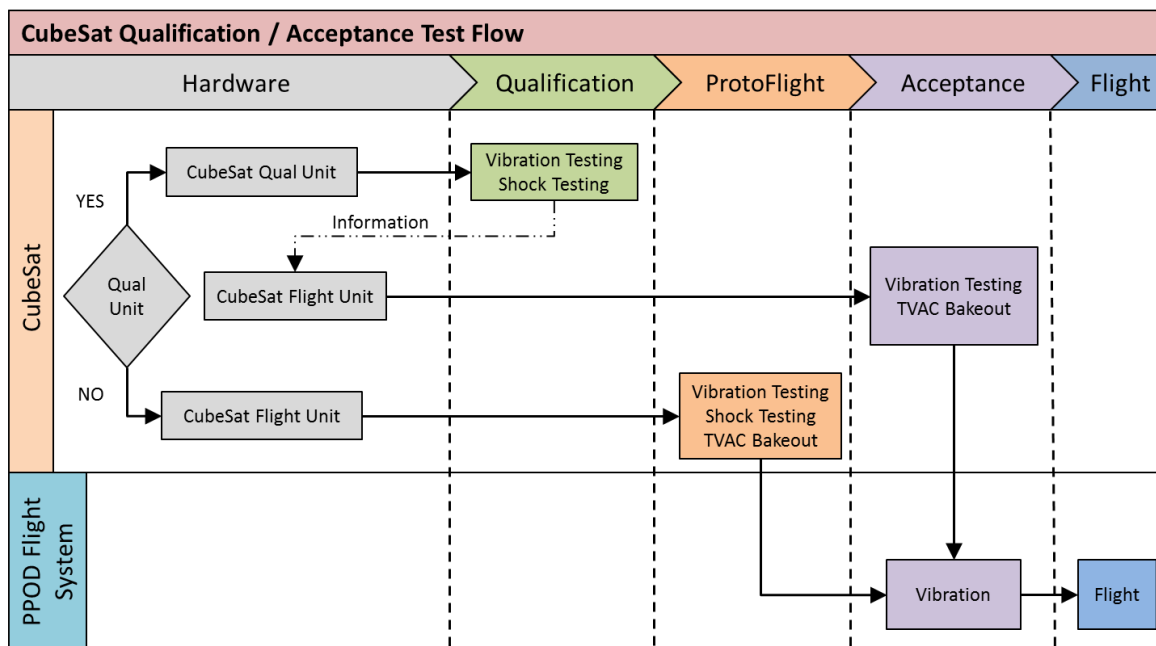 CubeSat Qualification / Acceptance Test Flow
Hardware
Qualification
ProtoFlight
Acceptance
Flight
CubeSat
Qual
Unit
YES
CubeSat Qual Unit
Vibration Testing
Shock Testing
Information
CubeSat Flight Unit
Vibration Testing
TVAC Bakeout
NO
CubeSat Flight Unit
Vibration Testing
Shock Testing
TVAC Bakeout
PPOD Flight
System
Vibration
Flight